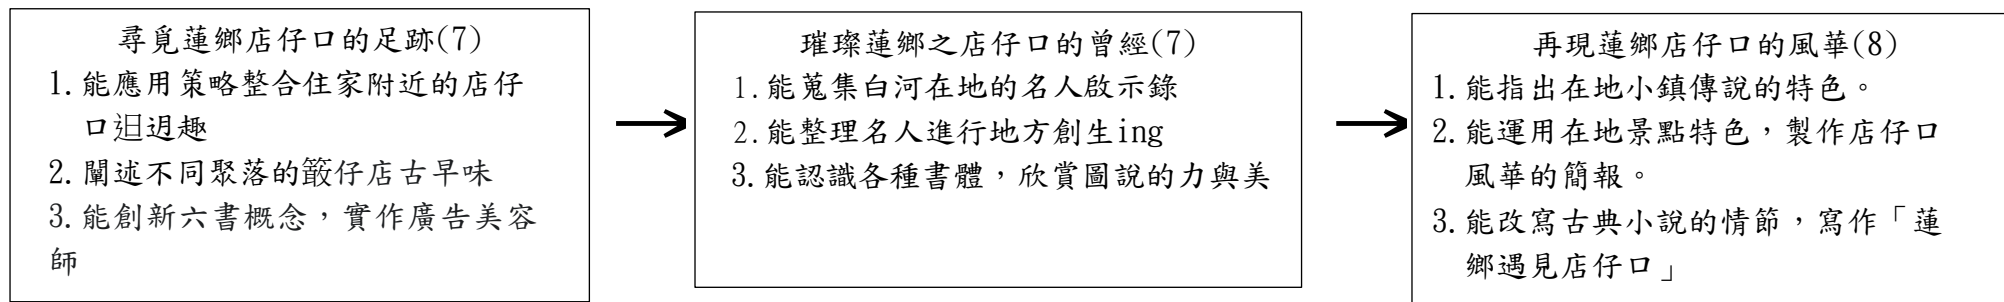 尋覓蓮鄉店仔口的足跡(7)
1.能應用策略整合住家附近的店仔
口𨑨迌趣
2.闡述不同聚落的簐仔店古早味
3.能創新六書概念，實作廣告美容
師
璀璨蓮鄉之店仔口的曾經(7)
1.能蒐集白河在地的名人啟示錄
2.能整理名人進行地方創生ing
3.能認識各種書體，欣賞圖說的力與美
再現蓮鄉店仔口的風華(8)
1.能指出在地小鎮傳說的特色。
2.能運用在地景點特色，製作店仔口
風華的簡報。
3.能改寫古典小說的情節，寫作「蓮
鄉遇見店仔口」